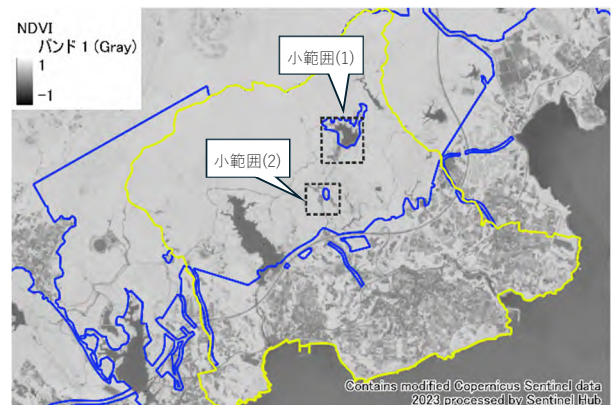 NDVI
バンド 1 (Gray)
1
-1
小範囲(1)
小範囲(2)
Contains modified Copernicus Sentinel data
2023 processed by Sentinel Hub